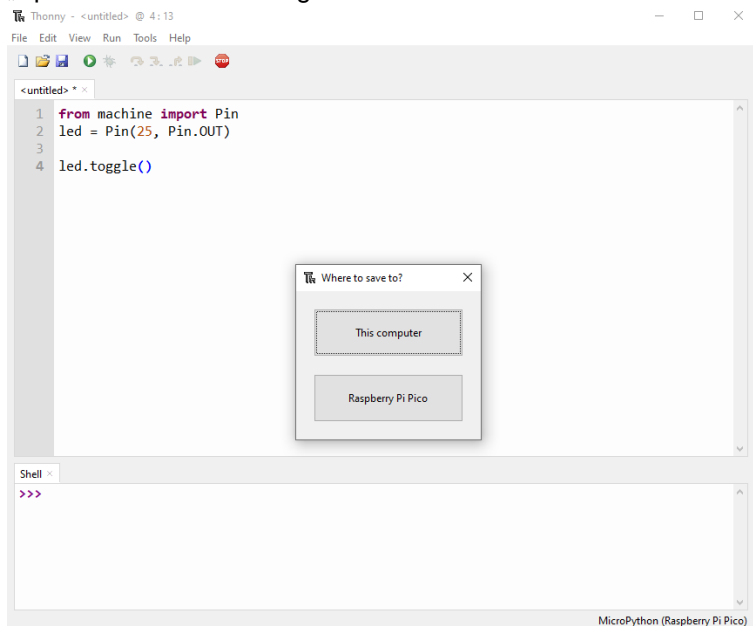 Thonny - <untitled> @ 4:13
File Edit View Run Tools Help
STOP
<untitled> *
1 from machine import Pin
2 led = Pin(25, Pin.OUT)
3
4 led.toggle()
Where to save to?
This computer
Raspberry Pi Pico
Shell
>>>
MicroPython (Raspberry Pi Pico)